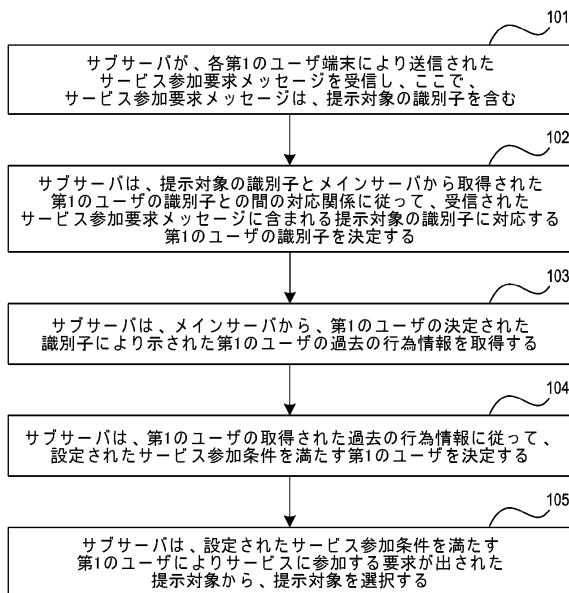 101
サブサーバが、各第1のユーザ端末により送信された
サービス参加要求メッセージを受信し、ここで、
サービス参加要求メッセージは、提示対象の識別子を含む
102
サブサーバは、提示対象の識別子とメインサーバから取得された
第1のユーザの識別子との間の対応関係に従って、受信された
サービス参加要求メッセージに含まれる提示対象の識別子に対応する
第1のユーザの識別子を決定する
103
サブサーバは、メインサーバから、第1のユーザの決定された
識別子により示された第1のユーザの過去の行為情報を取得する
104
サブサーバは、第1のユーザの取得された過去の行為情報に従って、
設定されたサービス参加条件を満たす第1のユーザを決定する
105
サブサーバは、設定されたサービス参加条件を満たす
第1のユーザによりサービスに参加する要求が出された
提示対象から、提示対象を選択する